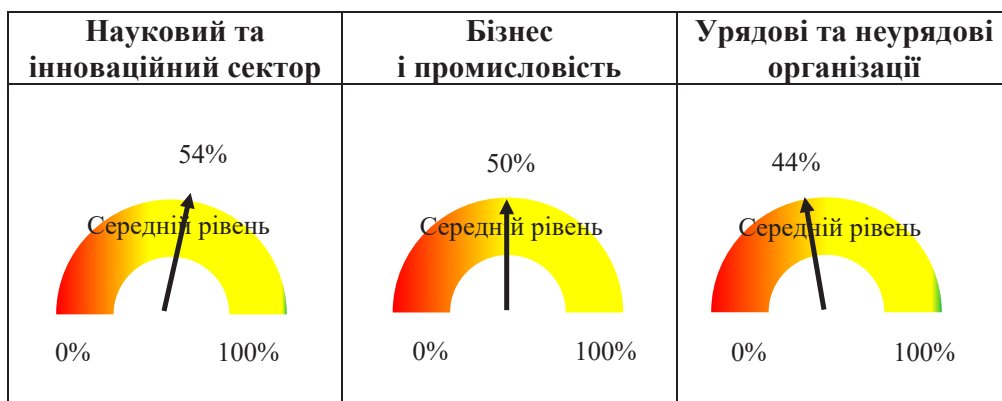 Науковий та
інноваційний сектор
Бізнес
і промисловість
Урядові та неурядові
організації
54%
Середній рівень
0%
100%
50%
Середній рівень
0%
100%
44%
Середній рівень
0%
100%